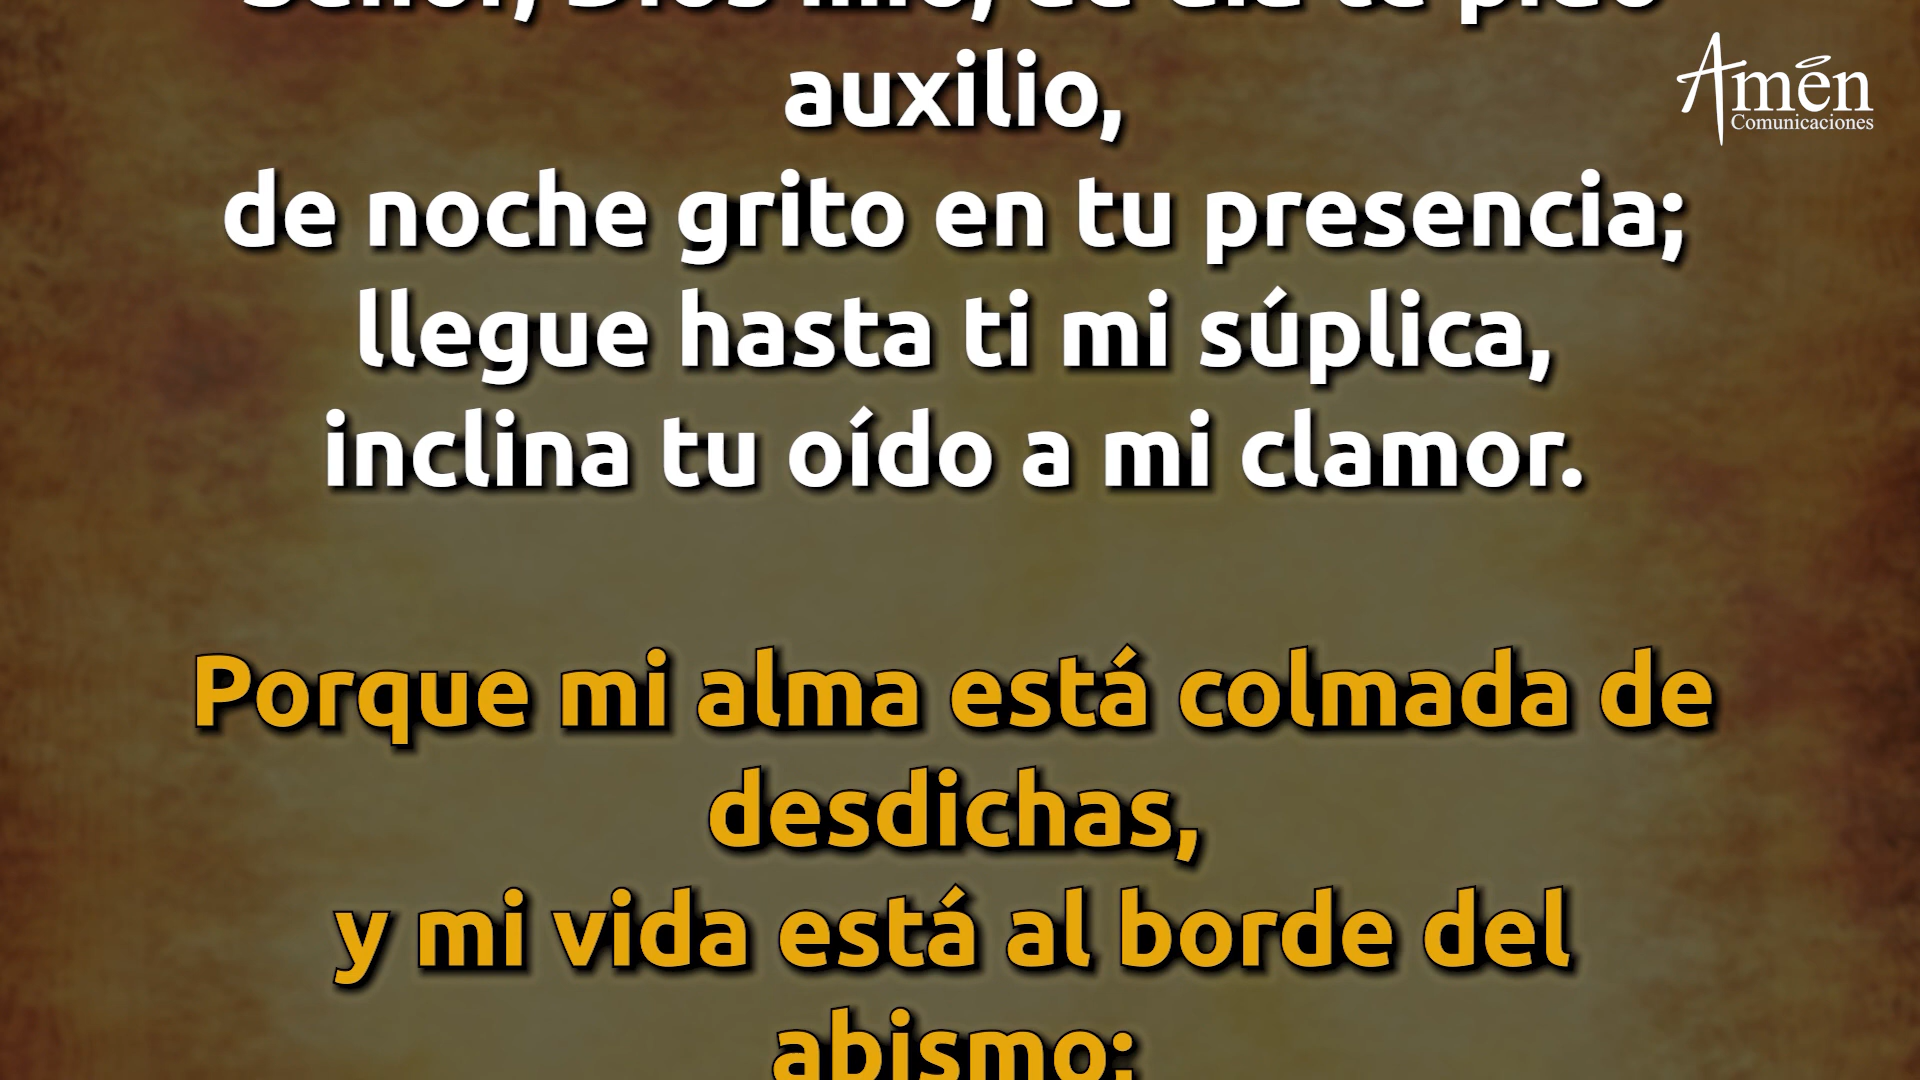 Señor, Dios mío, de día te pido
auxilio,
de noche grito en tu presencia;
llegue hasta ti mi súplica,
inclina tu oído a mi clamor.
Porque mi alma está colmada de
desdichas,
y mi vida está al borde del
abismo;
Amén
Comunicaciones